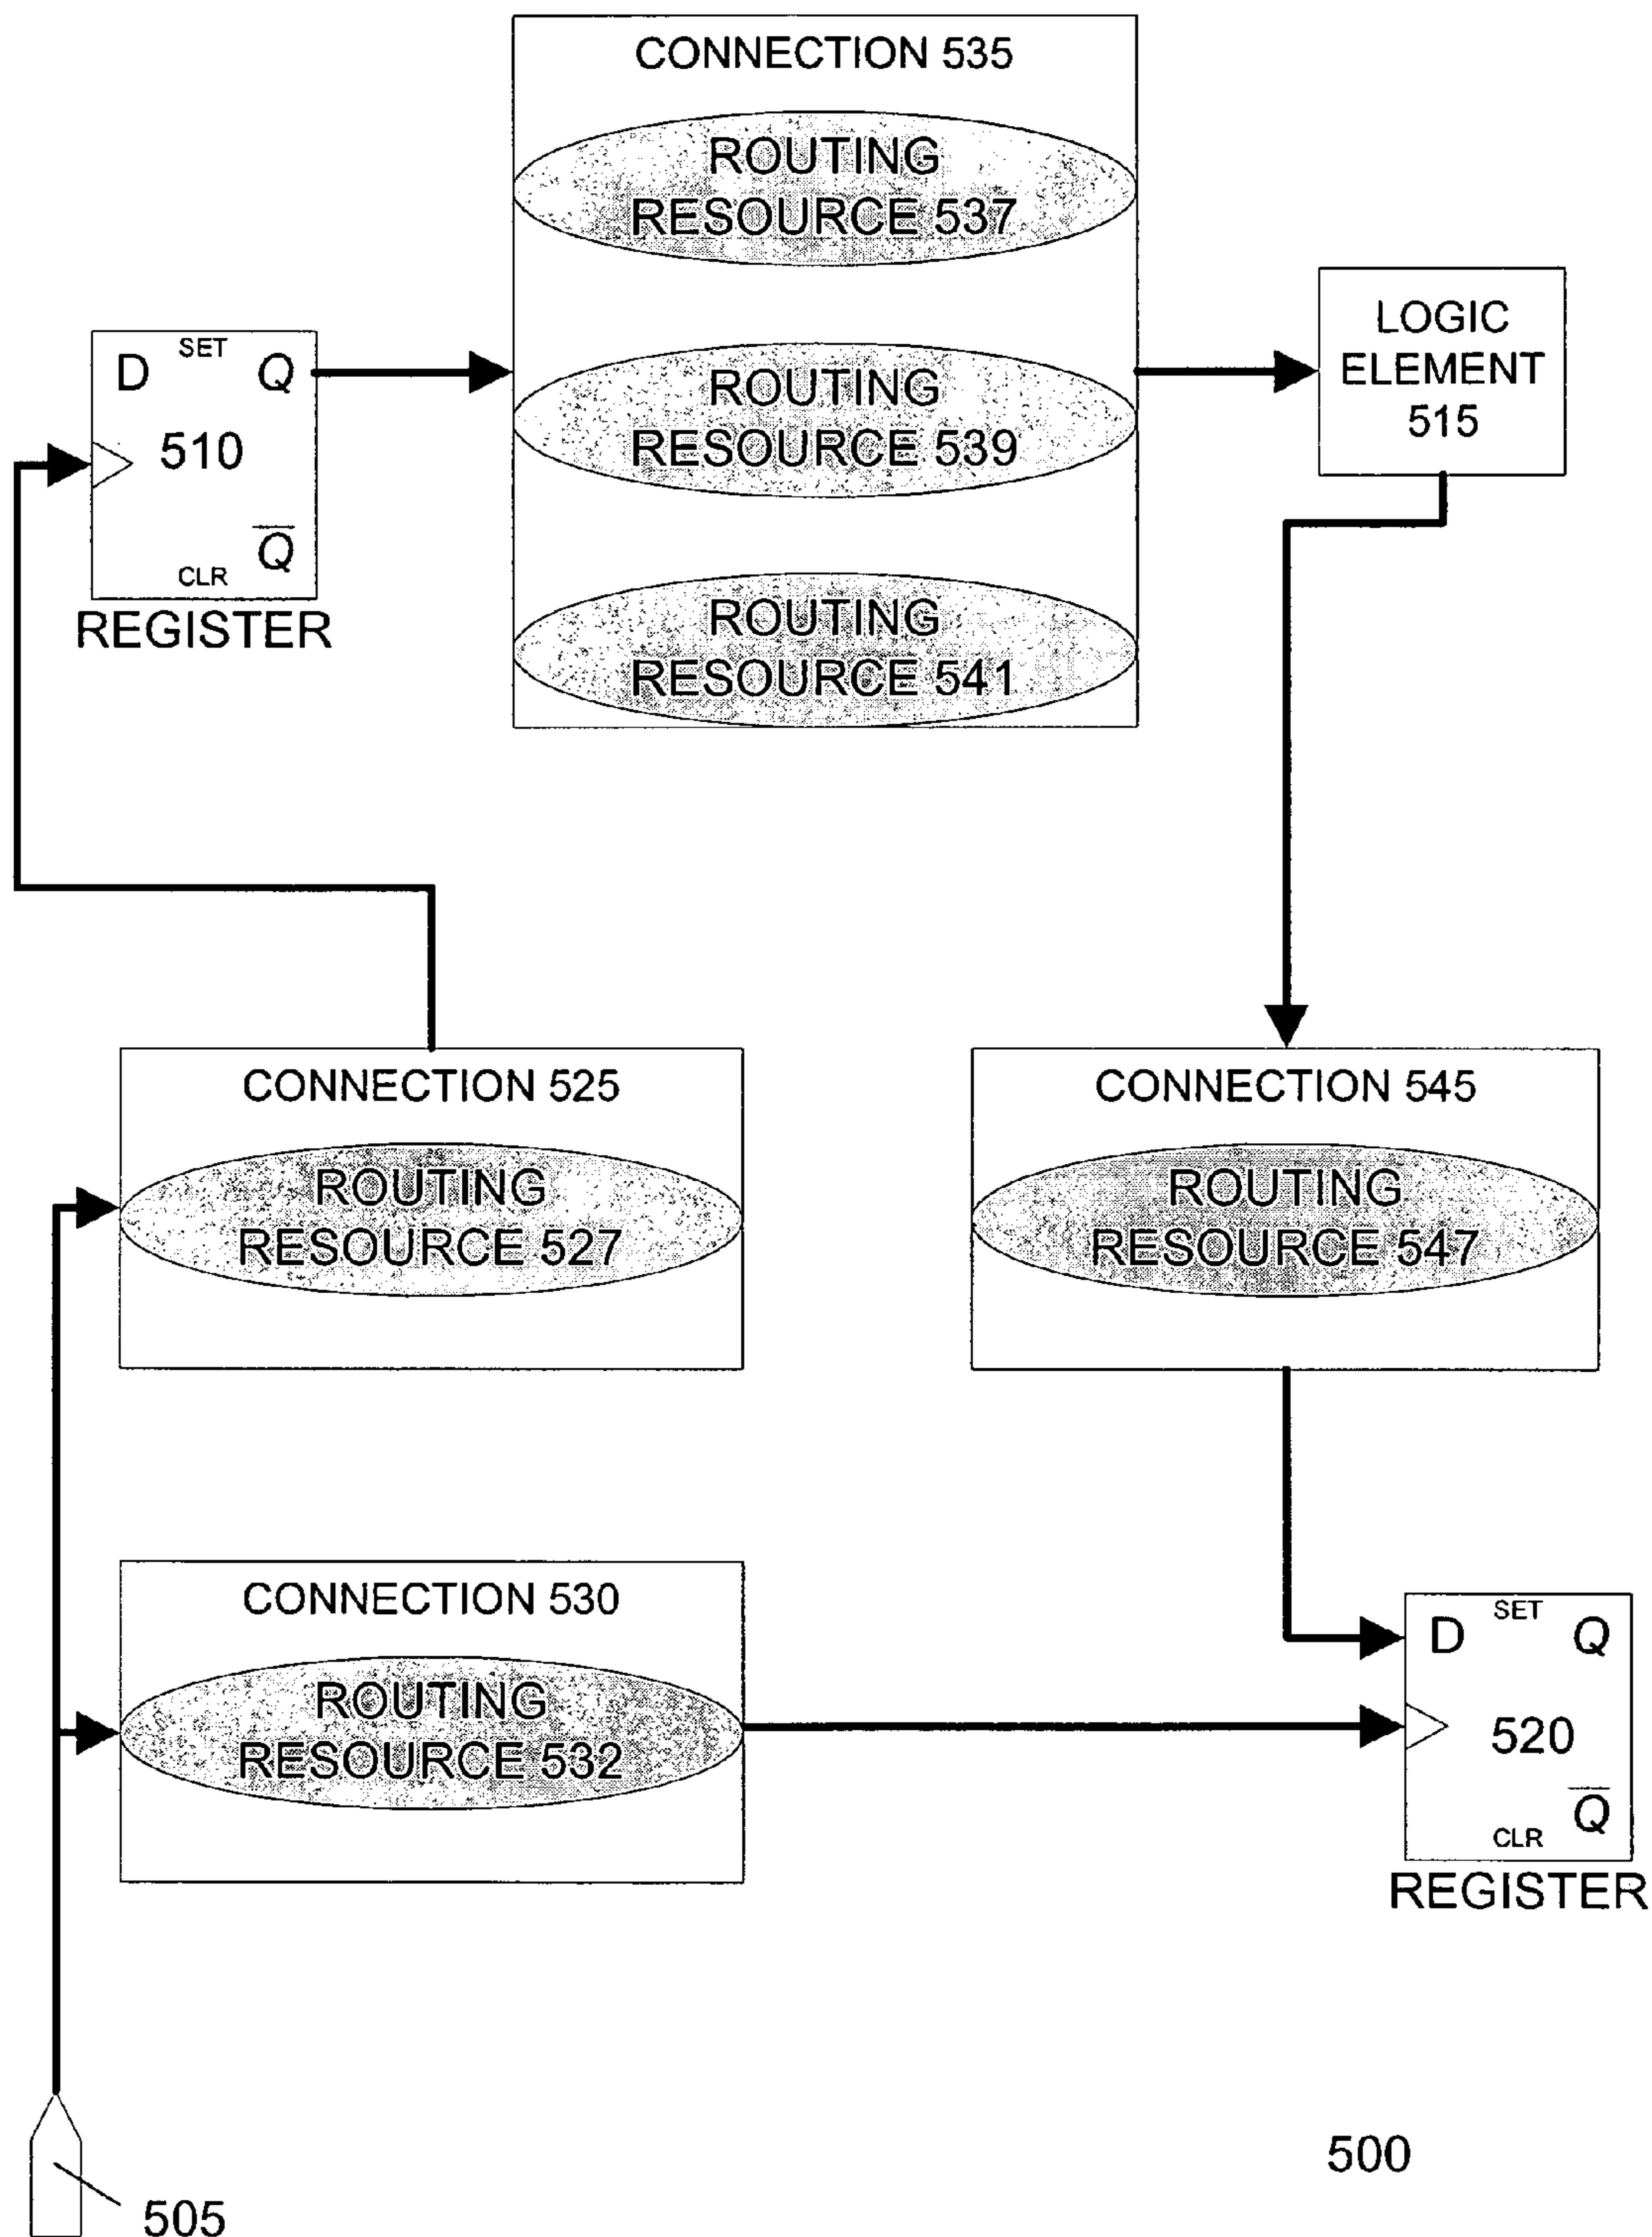 CONNECTION 535
ROUTING
RESOURCE 537
ROUTING
RESOURCE 539
ROUTING
RESOURCE 541
LOGIC
ELEMENT
515
SET
D Q
510
Q̅
CLR
REGISTER
CONNECTION 525
ROUTING
RESOURCE 527
CONNECTION 545
ROUTING
RESOURCE 547
CONNECTION 530
ROUTING
RESOURCE 532
SET
D Q
520
Q̅
CLR
REGISTER
500
505